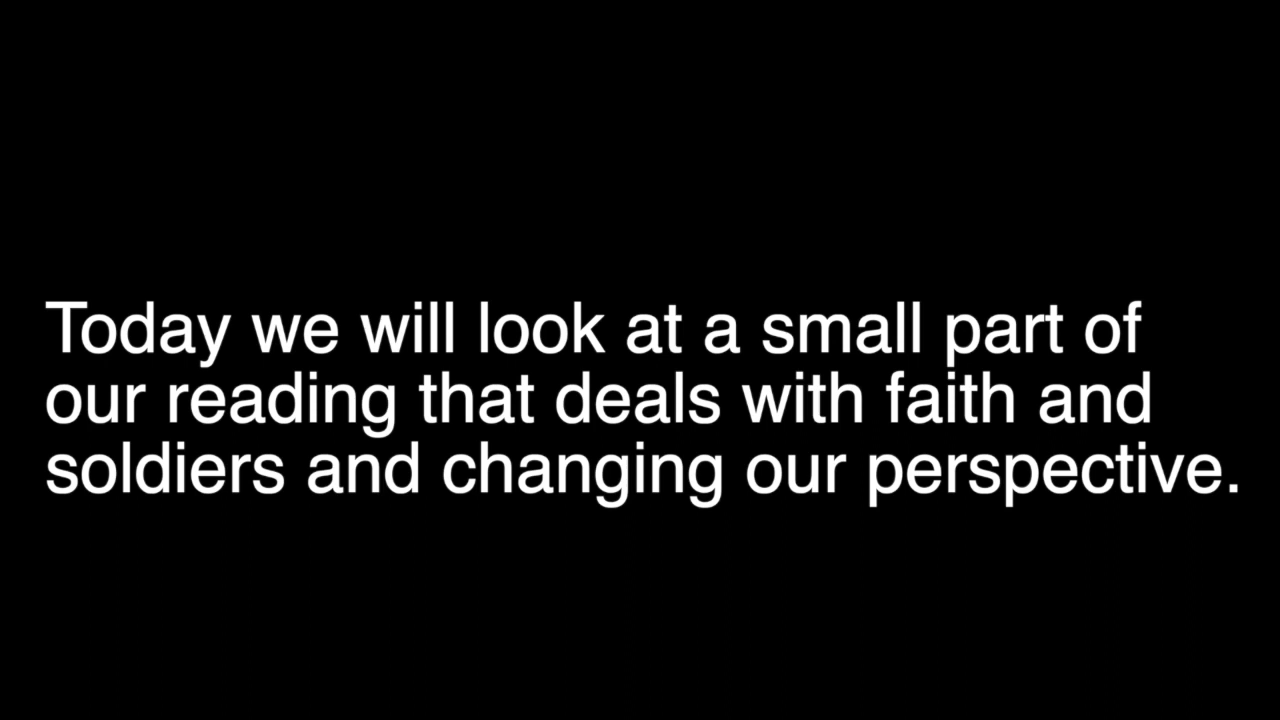 Today we will look at a small part of
our reading that deals with faith and
soldiers and changing our perspective.